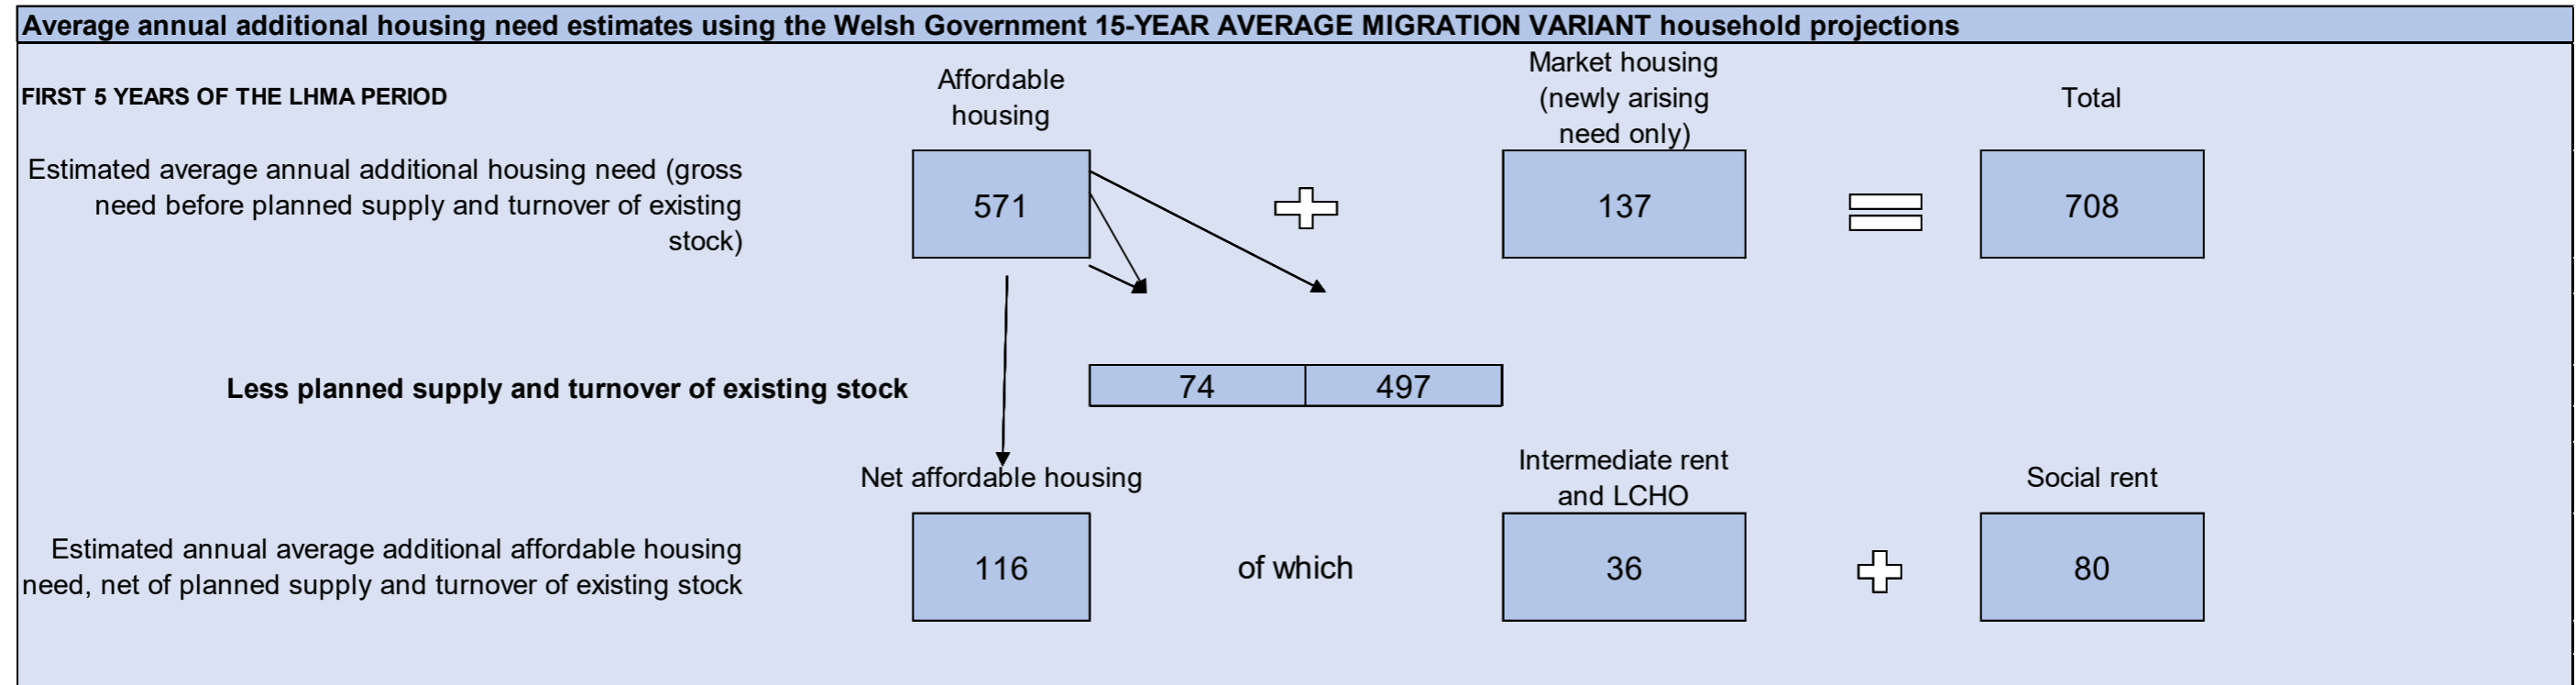 Average annual additional housing need estimates using the Welsh Government 15-YEAR AVERAGE MIGRATION VARIANT household projections
FIRST 5 YEARS OF THE LHMA PERIOD
Affordable
housing
Market housing
(newly arising
need only)
Total
Estimated average annual additional housing need (gross
need before planned supply and turnover of existing
stock)
571
137
708
Less planned supply and turnover of existing stock
74
497
Net affordable housing
Intermediate rent
and LCHO
Social rent
Estimated annual average additional affordable housing
need, net of planned supply and turnover of existing stock
116
of which
36
80